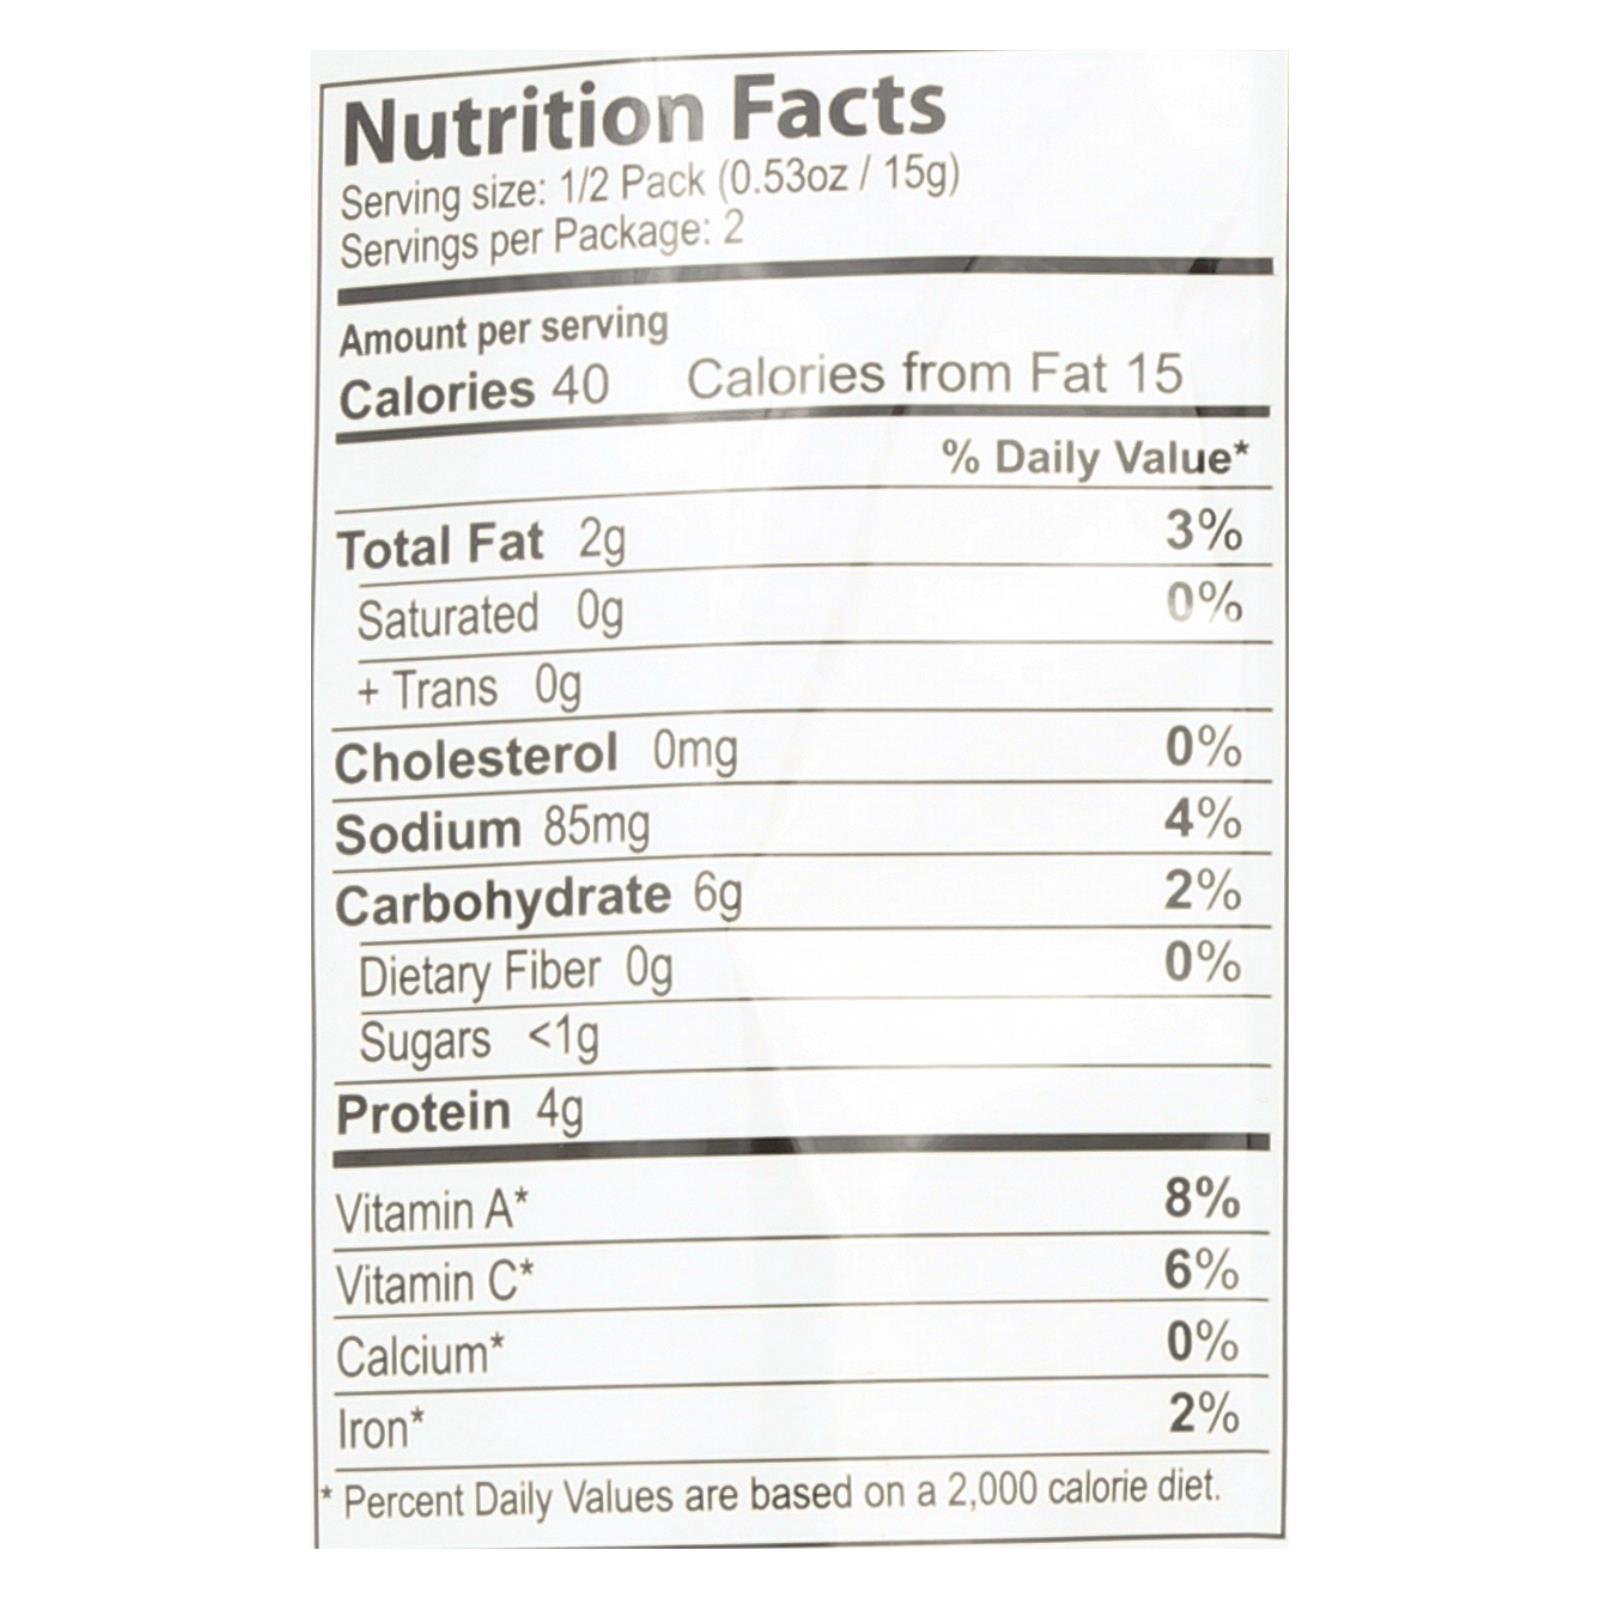 Nutrition Facts
Serving size: 1/2 Pack (0.53oz / 15g)
Servings per Package: 2
Amount per serving
Calories 40 Calories from Fat 15
% Daily Value*
Total Fat 2g 3%
Saturated 0g 0%
+ Trans 0g
Cholesterol 0mg 0%
Sodium 85mg 4%
Carbohydrate 6g 2%
Dietary Fiber 0g 0%
Sugars <1g
Protein 4g
Vitamin A* 8%
Vitamin C* 6%
Calcium* 0%
Iron* 2%
* Percent Daily Values are based on a 2,000 calorie diet.